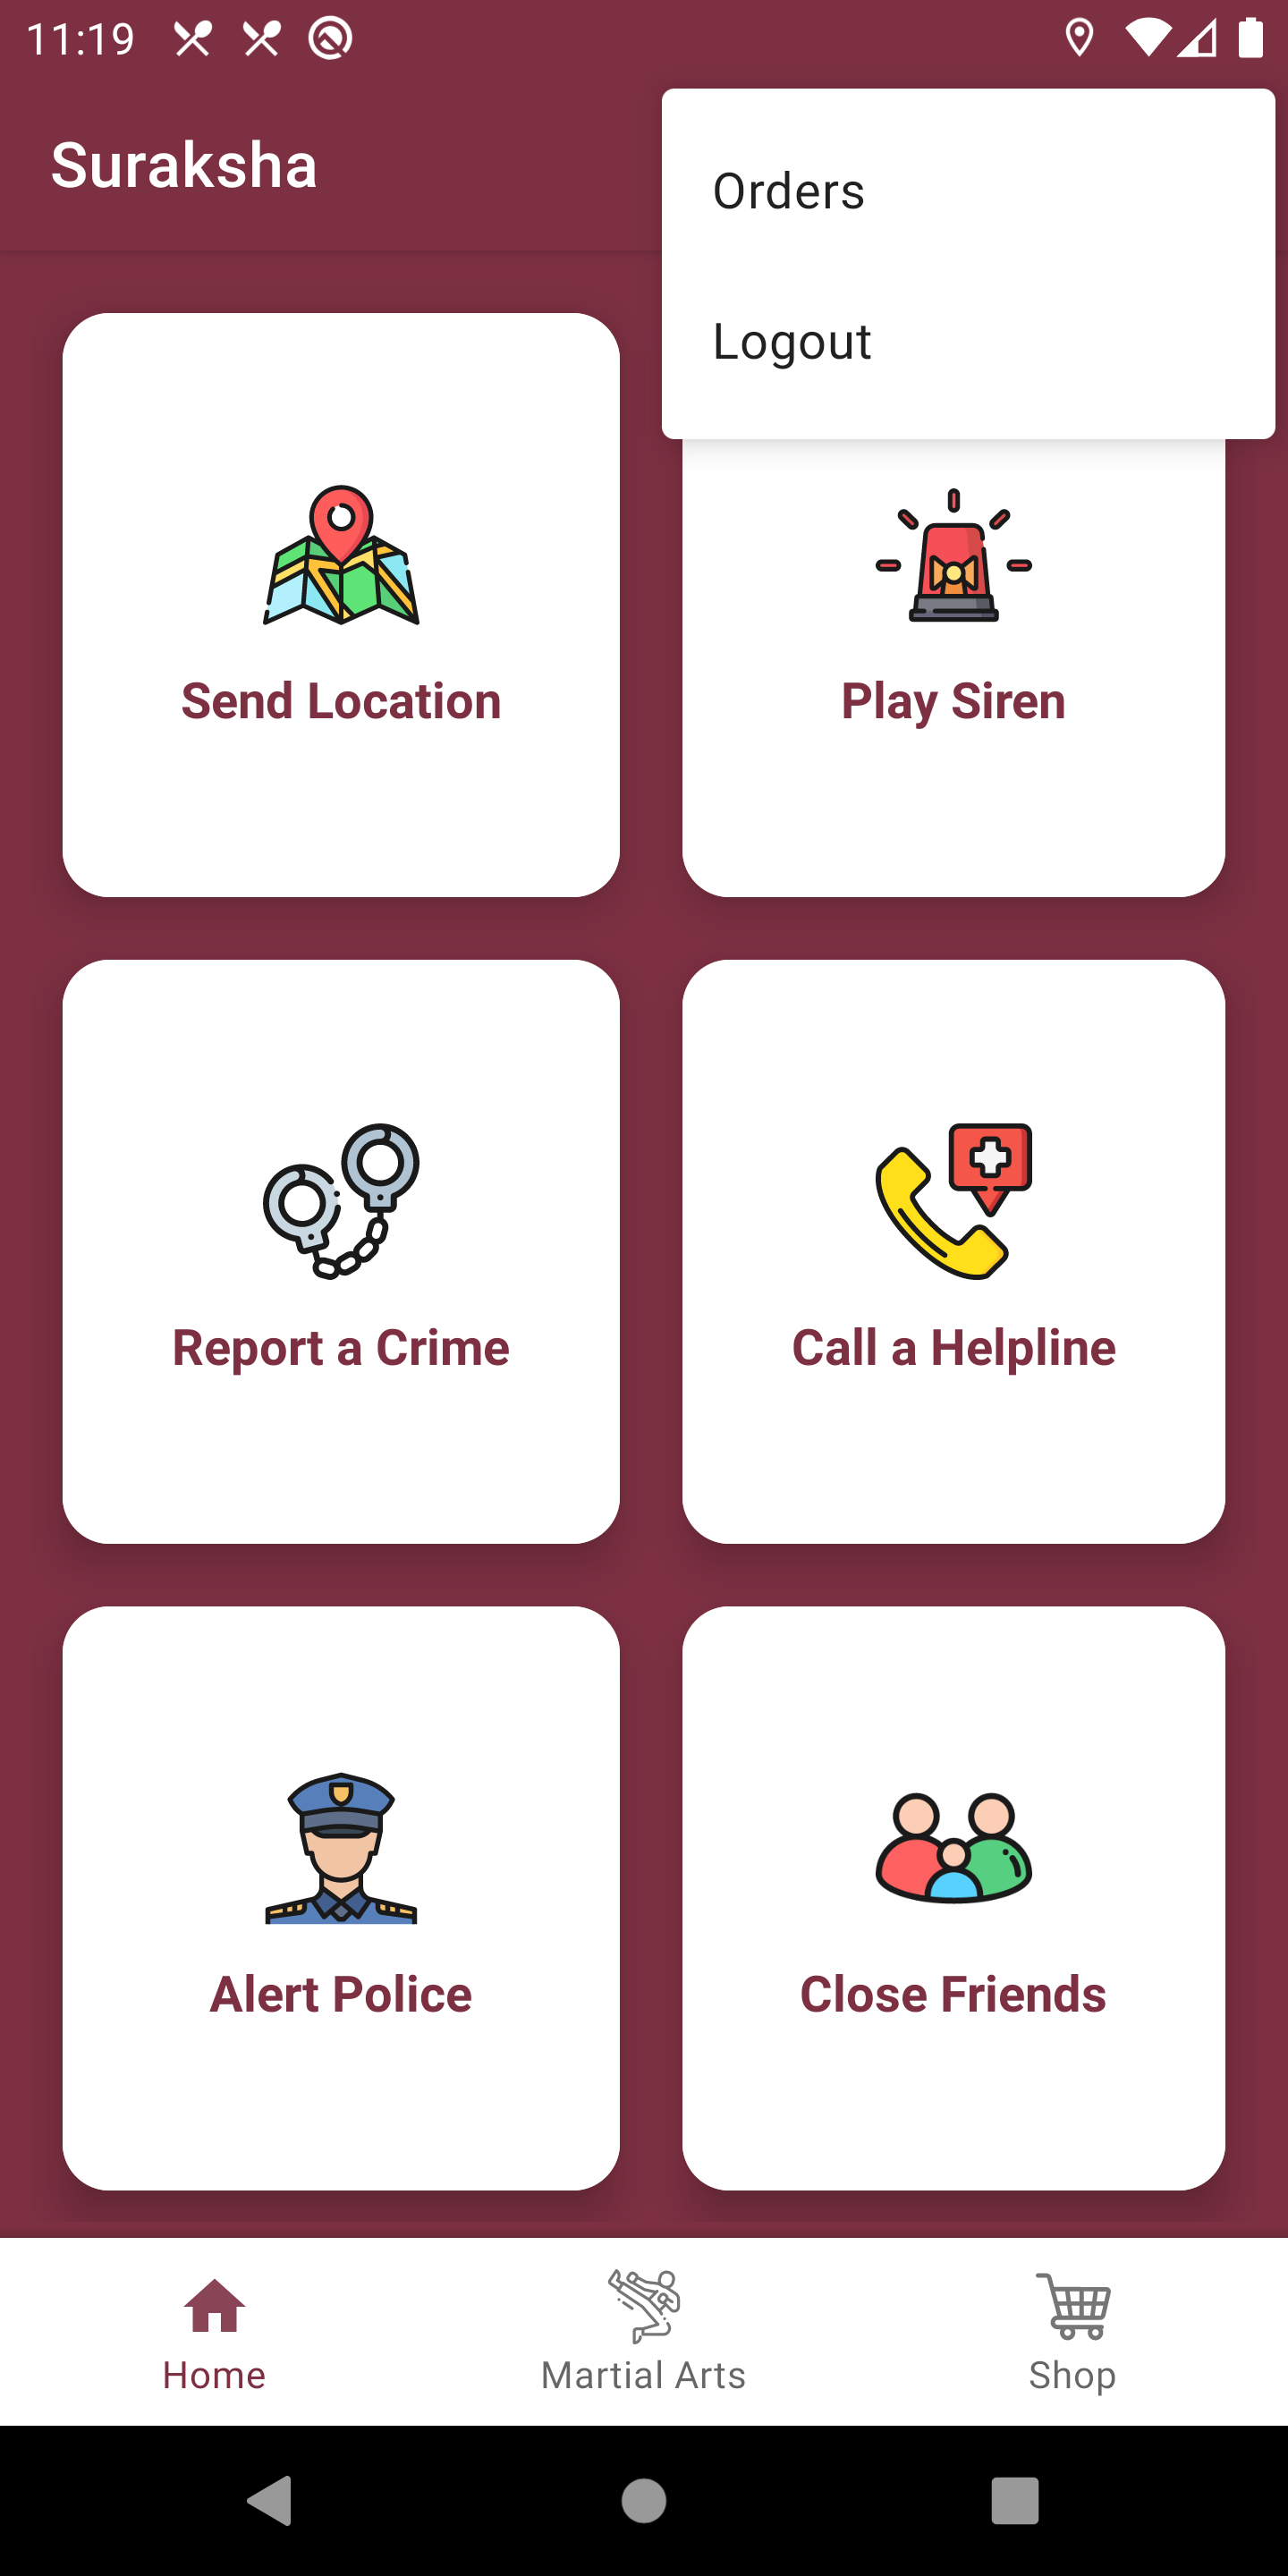 11:19
Suraksha
Orders
Logout
Send Location
Play Siren
Report a Crime
Call a Helpline
Alert Police
Close Friends
Home
Martial Arts
Shop